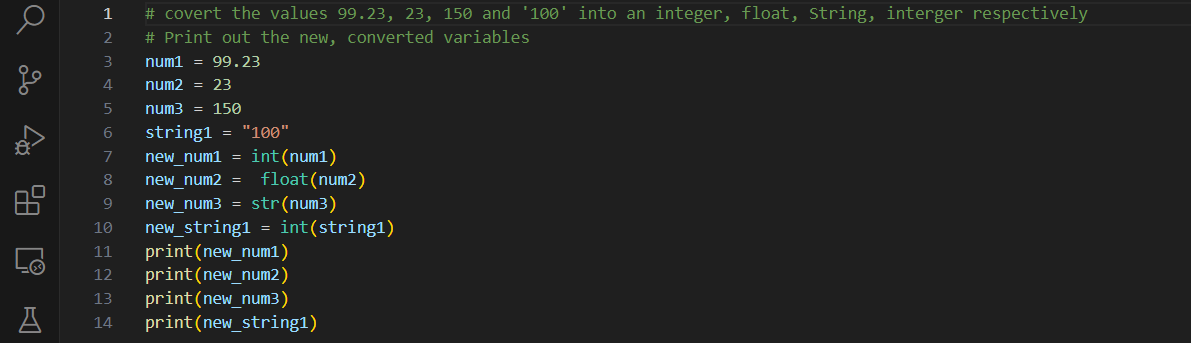 1 # covert the values 99.23, 23, 150 and '100' into an integer, float, String, interger respectively
2 # Print out the new, converted variables
3 num1 = 99.23
4 num2 = 23
5 num3 = 150
6 string1 = "100"
7 new_num1 = int(num1)
8 new_num2 =  float(num2)
9 new_num3 = str(num3)
10 new_string1 = int(string1)
11 print(new_num1)
12 print(new_num2)
13 print(new_num3)
14 print(new_string1)